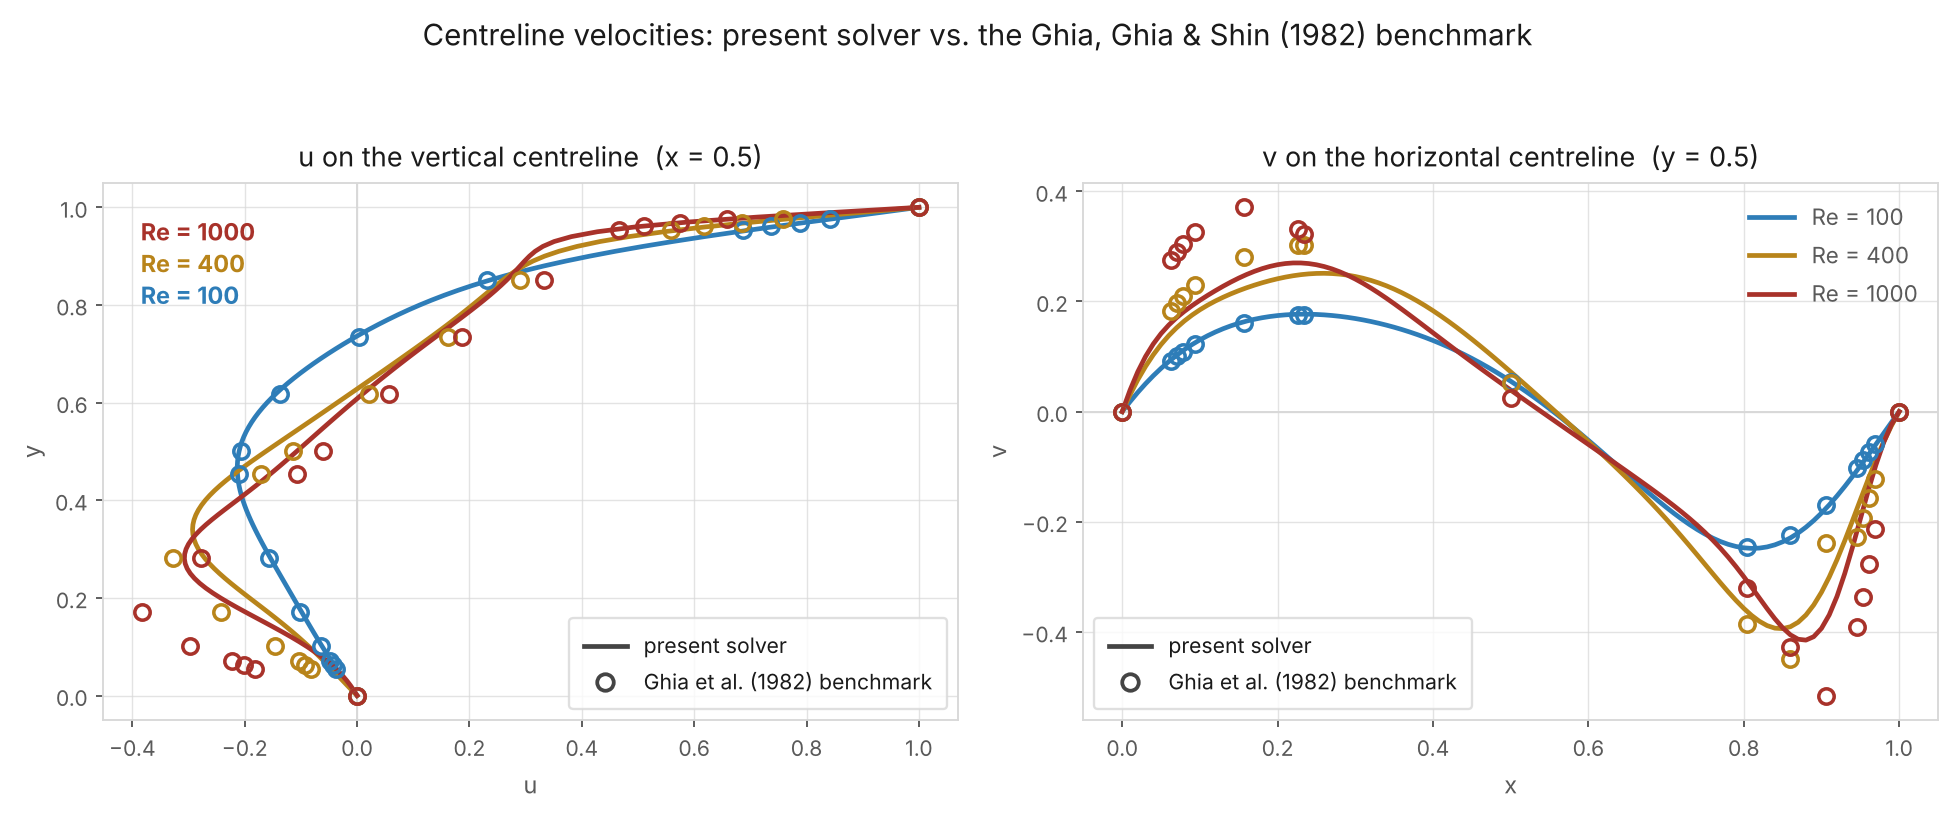 Centreline velocities: present solver vs. the Ghia, Ghia & Shin (1982) benchmark
u on the vertical centreline (x = 0.5)
1.0
0.8
0.6
0.4
0.2
0.0
y
Re = 1000
Re = 400
Re = 100
present solver
Ghia et al. (1982) benchmark
−0.4 −0.2 0.0 0.2 0.4 0.6 0.8 1.0
u
v on the horizontal centreline (y = 0.5)
0.4
0.2
0.0
−0.2
−0.4
v
Re = 100
Re = 400
Re = 1000
present solver
Ghia et al. (1982) benchmark
0.0 0.2 0.4 0.6 0.8 1.0
x